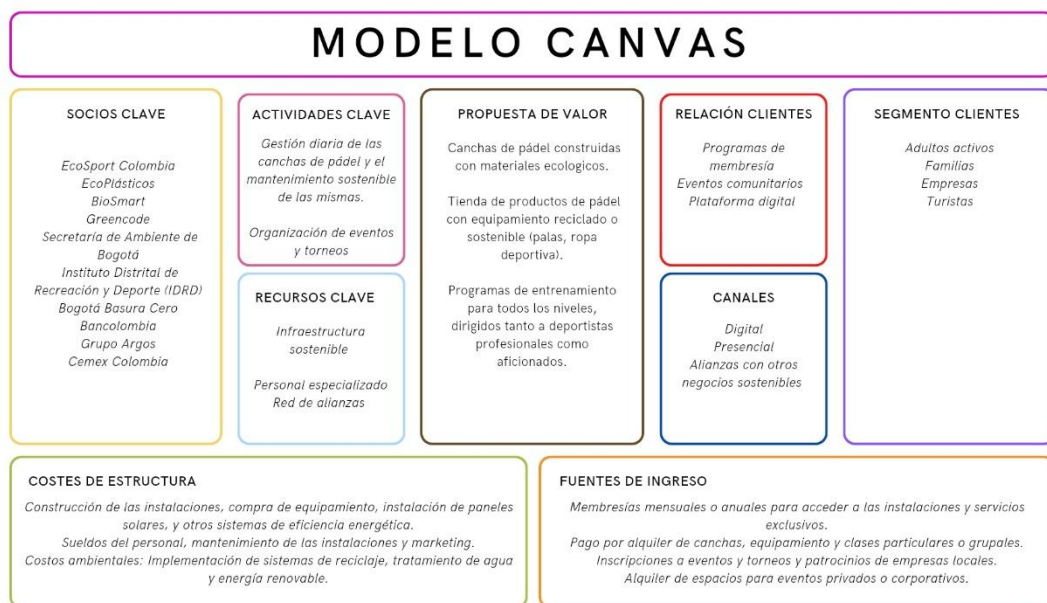 MODELO CANVAS
SOCIOS CLAVE
EcoSport Colombia
EcoPlásticos
BioSmart
Greencode
Secretaría de Ambiente de
Bogotá
Instituto Distrital de
Recreación y Deporte (IDRD)
Bogotá Basura Cero
Bancolombia
Grupo Argos
Cemex Colombia
ACTIVIDADES CLAVE
Gestión diaria de las
canchas de pádel y el
mantenimiento sostenible
de las mismas.
Organización de eventos
y torneos
RECURSOS CLAVE
Infraestructura
sostenible
Personal especializado
Red de alianzas
PROPUESTA DE VALOR
Canchas de pádel construidas
con materiales ecologicos.
Tienda de productos de pádel
con equipamiento reciclado o
sostenible (palas, ropa
deportiva).
Programas de entrenamiento
para todos los niveles,
dirigidos tanto a deportistas
profesionales como
aficionados.
RELACIÓN CLIENTES
Programas de
membresía
Eventos comunitarios
Plataforma digital
CANALES
Digital
Presencial
Alianzas con otros
negocios sostenibles
SEGMENTO CLIENTES
Adultos activos
Familias
Empresas
Turistas
COSTES DE ESTRUCTURA
Construcción de las instalaciones, compra de equipamiento, instalación de paneles
solares, y otros sistemas de eficiencia energética.
Sueldos del personal, mantenimiento de las instalaciones y marketing.
Costos ambientales: Implementación de sistemas de reciclaje, tratamiento de agua
y energía renovable.
FUENTES DE INGRESO
Membresías mensuales o anuales para acceder a las instalaciones y servicios
exclusivos.
Pago por alquiler de canchas, equipamiento y clases particulares o grupales.
Inscripciones a eventos y torneos y patrocinios de empresas locales.
Alquiler de espacios para eventos privados o corporativos.